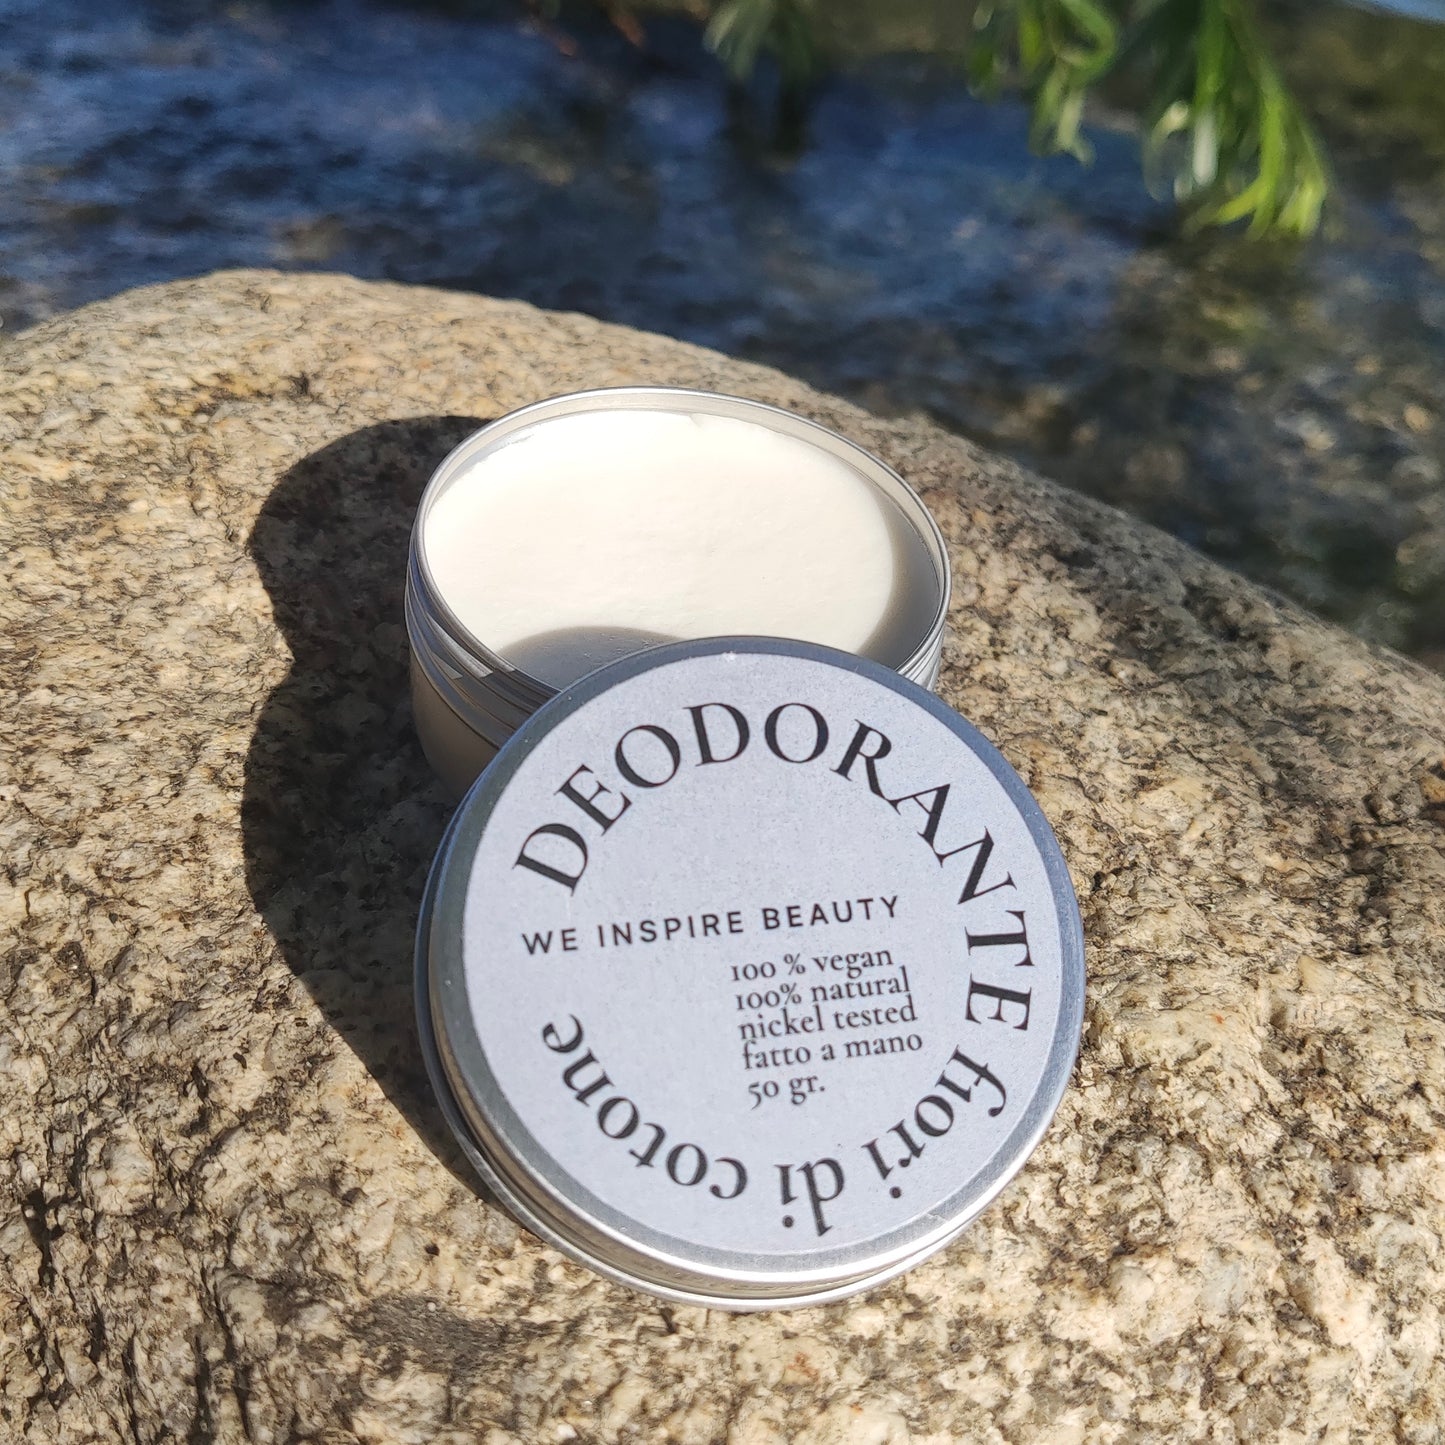 DEODORANTE fiori di cotone
WE INSPIRE BEAUTY
100 % vegan
100% natural
nickel tested
fatto a mano
50 gr.